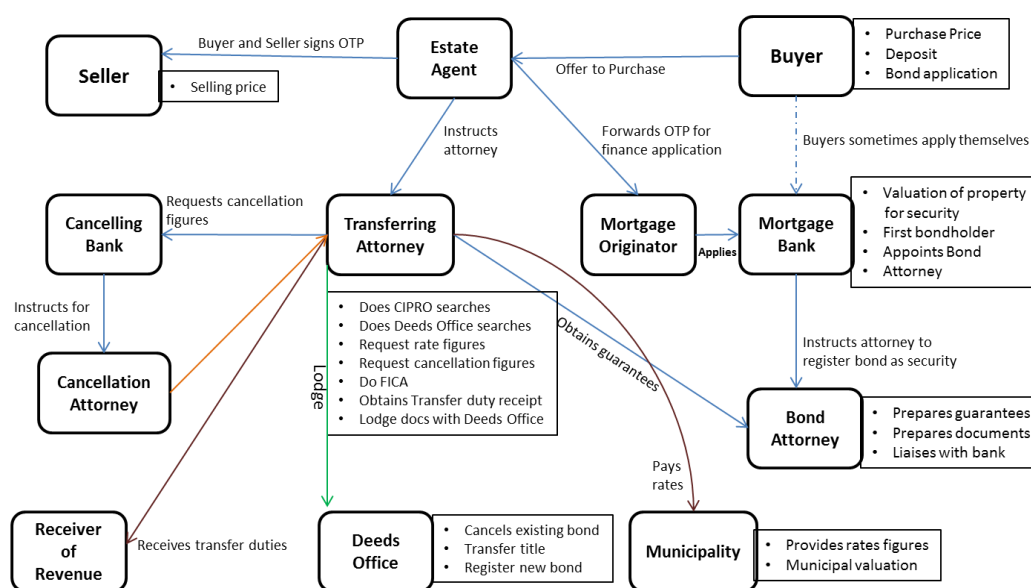 Buyer and Seller signs OTP
Seller
• Selling price
Estate
Agent
Offer to Purchase
Buyer
• Purchase Price
• Deposit
• Bond application
Instructs
attorney
Forwards OTP for
finance application
Buyers sometimes apply themselves
Requests cancellation
figures
Cancelling
Bank
Transferring
Attorney
Mortgage
Originator
Applies
Mortgage
Bank
• Valuation of property
for security
• First bondholder
• Appoints Bond
• Attorney
Instructs for
cancellation
Cancellation
Attorney
Lodge
• Does CIPRO searches
• Does Deeds Office searches
• Request rate figures
• Request cancellation figures
• Do FICA
• Obtains Transfer duty receipt
• Lodge docs with Deeds Office
Obtains guarantees
Instructs attorney to
register bond as security
Bond
Attorney
• Prepares guarantees
• Prepares documents
• Liaises with bank
Pays
rates
Receiver
of
Revenue
Receives transfer duties
Deeds
Office
• Cancels existing bond
• Transfer title
• Register new bond
Municipality
• Provides rates figures
• Municipal valuation